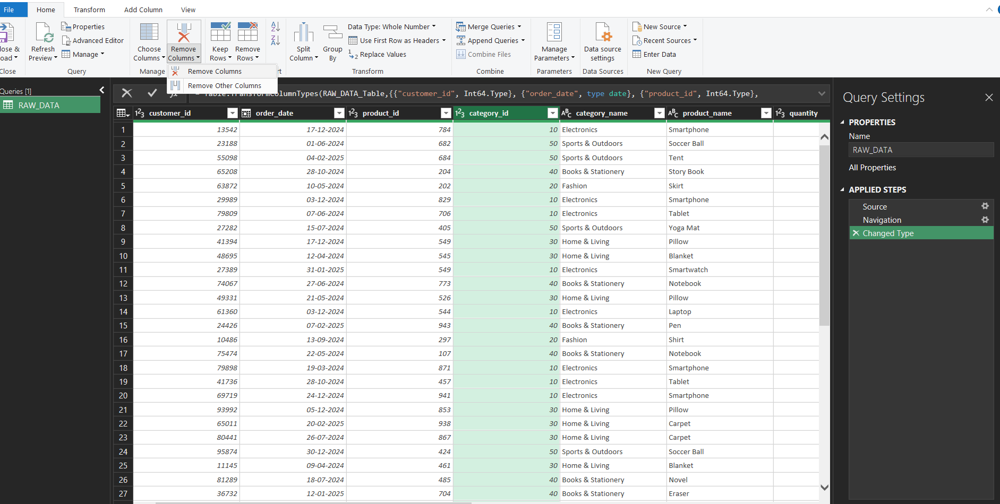 File Home Transform Add Column View
Properties
Advanced Editor
Manage
Refresh
Preview
Close
Query
Choose
Columns
Remove
Columns
Manage
Remove Columns
Remove Other Columns
Keep
Rows
Remove
Rows
A
Z
Z
A
Split
Column
Group
By
Data Type: Whole Number
Use First Row as Headers
1 2 Replace Values
Transform
Merge Queries
Append Queries
Combine Files
Combine
Manage
Parameters
Parameters
Data source
settings
Data Sources
New Source
Recent Sources
Enter Data
New Query
Queries [1]
RAW_DATA
= Table.TransformColumnTypes(RAW_DATA_Table,{{"customer_id", Int64.Type}, {"order_date", type date}, {"product_id", Int64.Type},
123 customer_id order_date 123 product_id 123 category_id ABC category_name ABC product_name 123 quantity
1 13542 17-12-2024 784 10 Electronics Smartphone
2 23188 01-06-2024 682 50 Sports & Outdoors Soccer Ball
3 55098 04-02-2025 684 50 Sports & Outdoors Tent
4 65208 28-10-2024 204 40 Books & Stationery Story Book
5 63872 10-05-2024 202 20 Fashion Skirt
6 29989 03-12-2024 829 10 Electronics Smartphone
7 79809 07-06-2024 706 10 Electronics Tablet
8 27282 15-07-2024 405 50 Sports & Outdoors Yoga Mat
9 41394 17-12-2024 549 30 Home & Living Pillow
10 48695 12-04-2024 545 30 Home & Living Blanket
11 27389 31-01-2025 549 10 Electronics Smartwatch
12 74067 27-06-2024 773 40 Books & Stationery Notebook
13 49331 21-05-2024 526 30 Home & Living Pillow
14 61360 03-12-2024 544 10 Electronics Laptop
15 24426 07-02-2025 943 40 Books & Stationery Pen
16 10486 13-09-2024 297 20 Fashion Shirt
17 75474 22-05-2024 107 40 Books & Stationery Notebook
18 79898 19-03-2024 871 10 Electronics Smartphone
19 41736 28-10-2024 457 10 Electronics Tablet
20 69719 24-12-2024 941 10 Electronics Smartphone
21 93992 05-12-2024 853 30 Home & Living Pillow
22 65011 20-02-2025 938 30 Home & Living Carpet
23 80441 26-07-2024 867 30 Home & Living Carpet
24 95874 30-12-2024 424 50 Sports & Outdoors Soccer Ball
25 11145 09-04-2024 461 30 Home & Living Blanket
26 81289 18-07-2024 485 40 Books & Stationery Novel
27 36732 12-01-2025 704 40 Books & Stationery Eraser
Query Settings
PROPERTIES
Name
RAW_DATA
All Properties
APPLIED STEPS
Source
Navigation
Changed Type